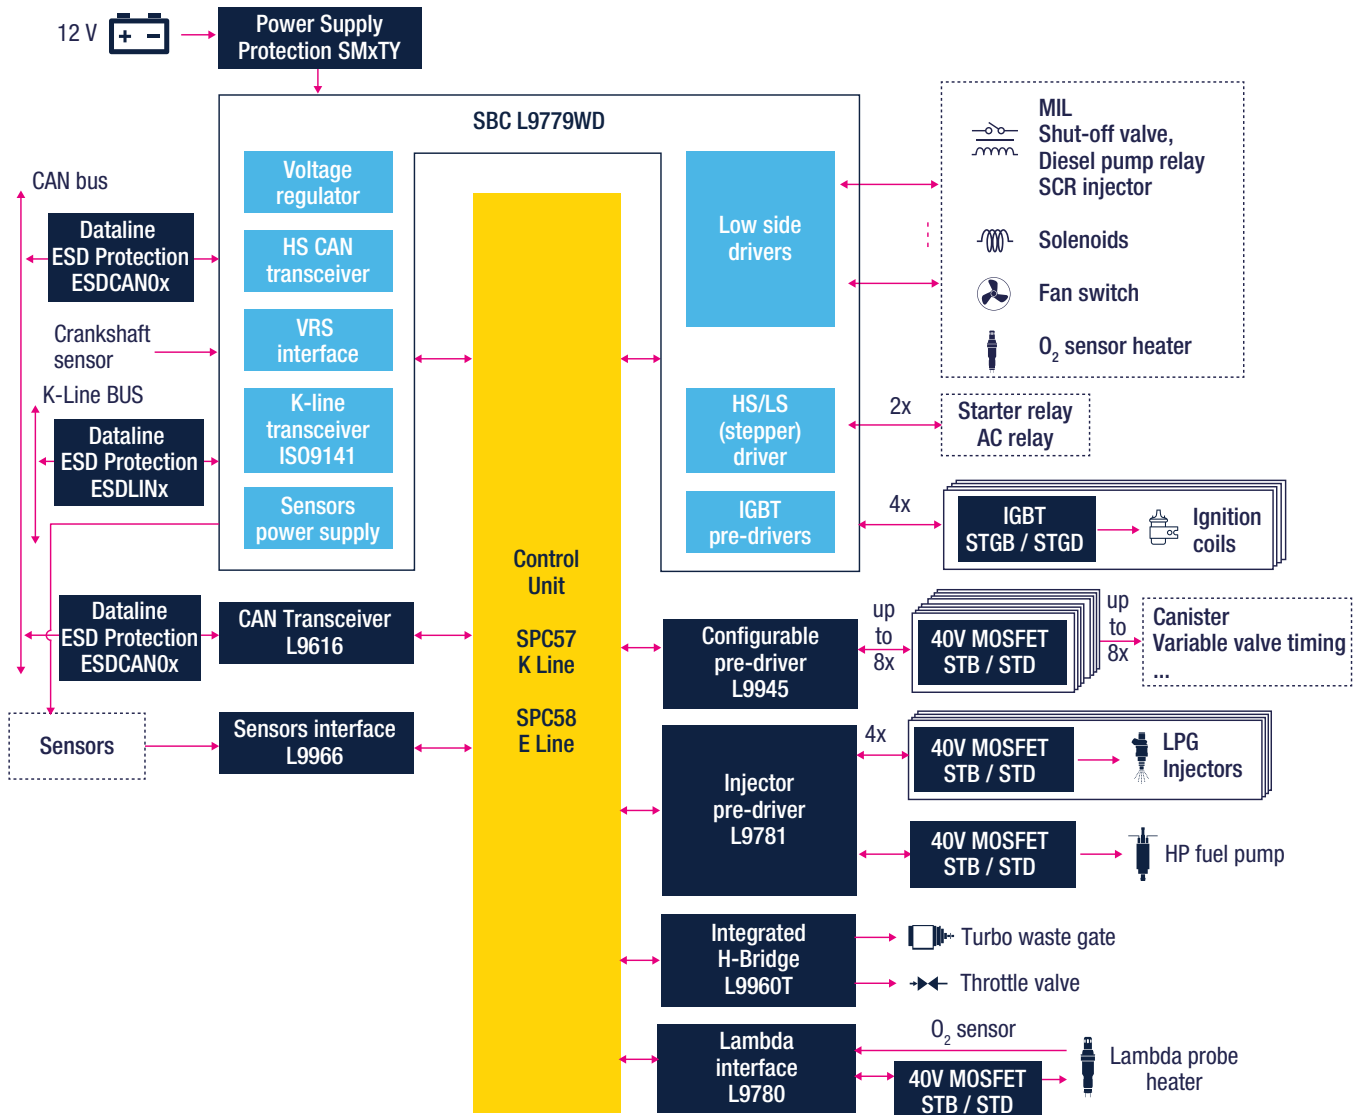 12 V
Power Supply
Protection SMxTY
SBC L9779WD
Voltage
regulator
HS CAN
transceiver
VRS
interface
K-line
transceiver
ISO9141
Sensors
power supply
CAN bus
Dataline
ESD Protection
ESDCAN0x
Crankshaft
sensor
K-Line BUS
Dataline
ESD Protection
ESDLINx
Dataline
ESD Protection
ESDCAN0x
CAN Transceiver
L9616
Sensors
Sensors interface
L9966
Control
Unit
SPC57
K Line
SPC58
E Line
Low side
drivers
HS/LS
(stepper)
driver
IGBT
pre-drivers
MIL
Shut-off valve,
Diesel pump relay
SCR injector
Solenoids
Fan switch
O2 sensor heater
2x
Starter relay
AC relay
4x
IGBT
STGB / STGD
Ignition
coils
Configurable
pre-driver
L9945
up
to
8x
40V MOSFET
STB / STD
up
to
8x
Canister
Variable valve timing
...
Injector
pre-driver
L9781
4x
40V MOSFET
STB / STD
LPG
Injectors
40V MOSFET
STB / STD
HP fuel pump
Integrated
H-Bridge
L9960T
Turbo waste gate
Throttle valve
Lambda
interface
L9780
O2 sensor
40V MOSFET
STB / STD
Lambda probe
heater